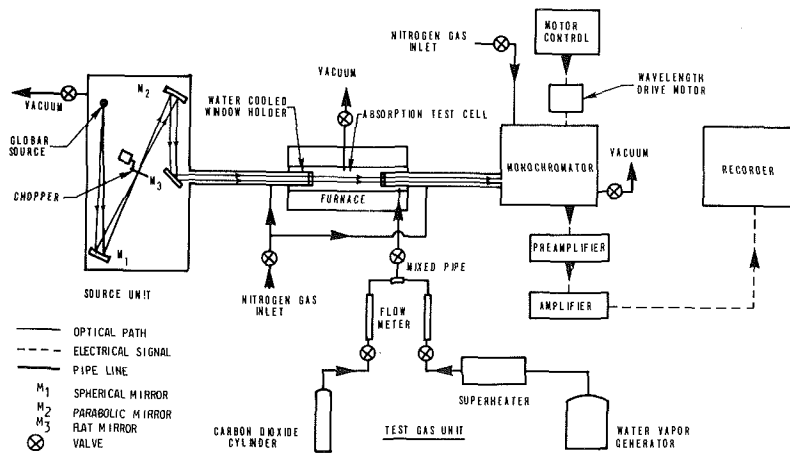 NITROGEN GAS
INLET
MOTOR
CONTROL
WAVELENGTH
DRIVE MOTOR
VACUUM
GLOBAR
SOURCE
M2
CHOPPER
M3
M1
SOURCE UNIT
WATER COOLED
WINDOW HOLDER
VACUUM
ABSORPTION TEST CELL
FURNACE
MONOCHROMATOR
VACUUM
RECORDER
PREAMPLIFIER
AMPLIFIER
NITROGEN GAS
INLET
MIXED PIPE
FLOW
METER
OPTICAL PATH
ELECTRICAL SIGNAL
PIPE LINE
M1 SPHERICAL MIRROR
M2 PARABOLIC MIRROR
M3 FLAT MIRROR
VALVE
CARBON DIOXIDE
CYLINDER
TEST GAS UNIT
SUPERHEATER
WATER VAPOR
GENERATOR